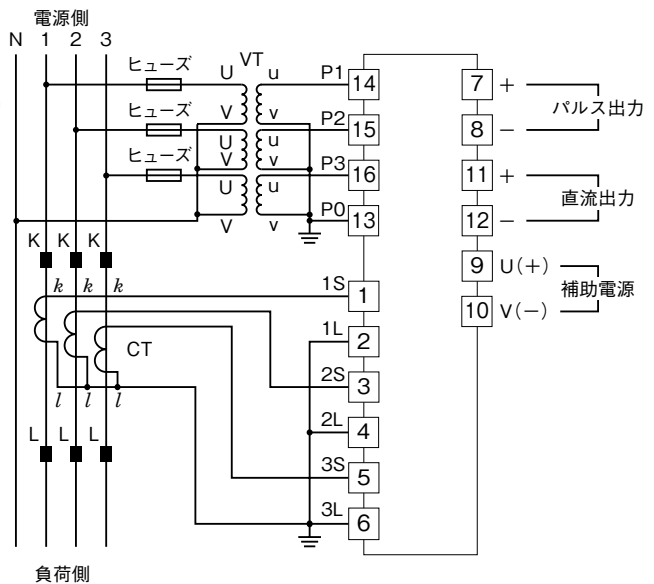 電源側
N 1 2 3
ヒューズ U VT u P1 14 7 +
パルス出力
ヒューズ V v P2 15 8 −
U u
ヒューズ V v P3 16 11 +
直流出力
U u
V v P0 13 12 −
K K K 9 U(+)
補助電源
k k k 1S 1 10 V(−)
1L 2
CT
2S 3
l l l
2L 4
L L L
3S 5
3L 6
負荷側